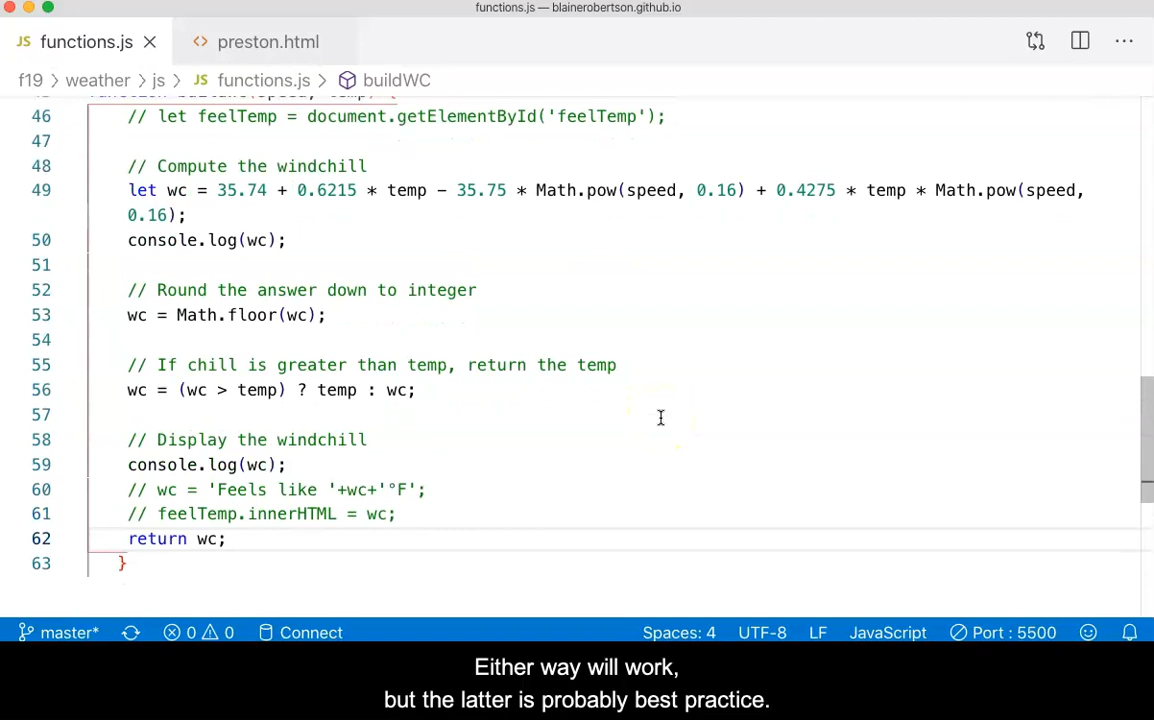 functions.js — blainerobertson.github.io
JS functions.js × <> preston.html ...
f19 > weather > js > JS functions.js > buildWC
46 // let feelTemp = document.getElementById('feelTemp');
47
48 // Compute the windchill
49 let wc = 35.74 + 0.6215 * temp − 35.75 * Math.pow(speed, 0.16) + 0.4275 * temp * Math.pow(speed,
0.16);
50 console.log(wc);
51
52 // Round the answer down to integer
53 wc = Math.floor(wc);
54
55 // If chill is greater than temp, return the temp
56 wc = (wc > temp) ? temp : wc;
57
58 // Display the windchill
59 console.log(wc);
60 // wc = 'Feels like '+wc+'°F';
61 // feelTemp.innerHTML = wc;
62 return wc;
63 }
master* 0 0 Connect Spaces: 4 UTF-8 LF JavaScript Port : 5500
Either way will work,
but the latter is probably best practice.